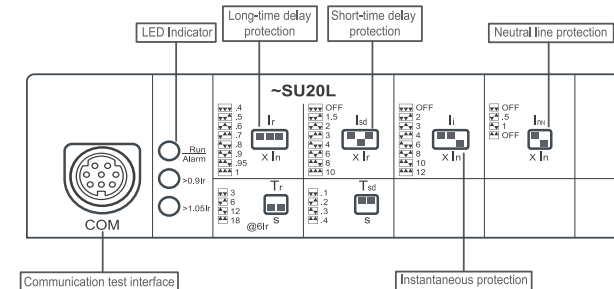 LED Indicator
Long-time delay
protection
Short-time delay
protection
Neutral line protection
~SU20L
.4
.5
.6
.7
.8
.9
.95
1
Ir
x In
OFF
1.5
2
3
4
6
8
10
Isd
x Ir
OFF
2
3
4
6
8
10
12
Ii
x In
OFF
.5
1
OFF
INN
x In
Run
Alarm
>0.9Ir
>1.05Ir
COM
3
6
12
18
Tr
s
@6Ir
.1
.2
.3
.4
Tsd
s
Communication test interface
Instantaneous protection